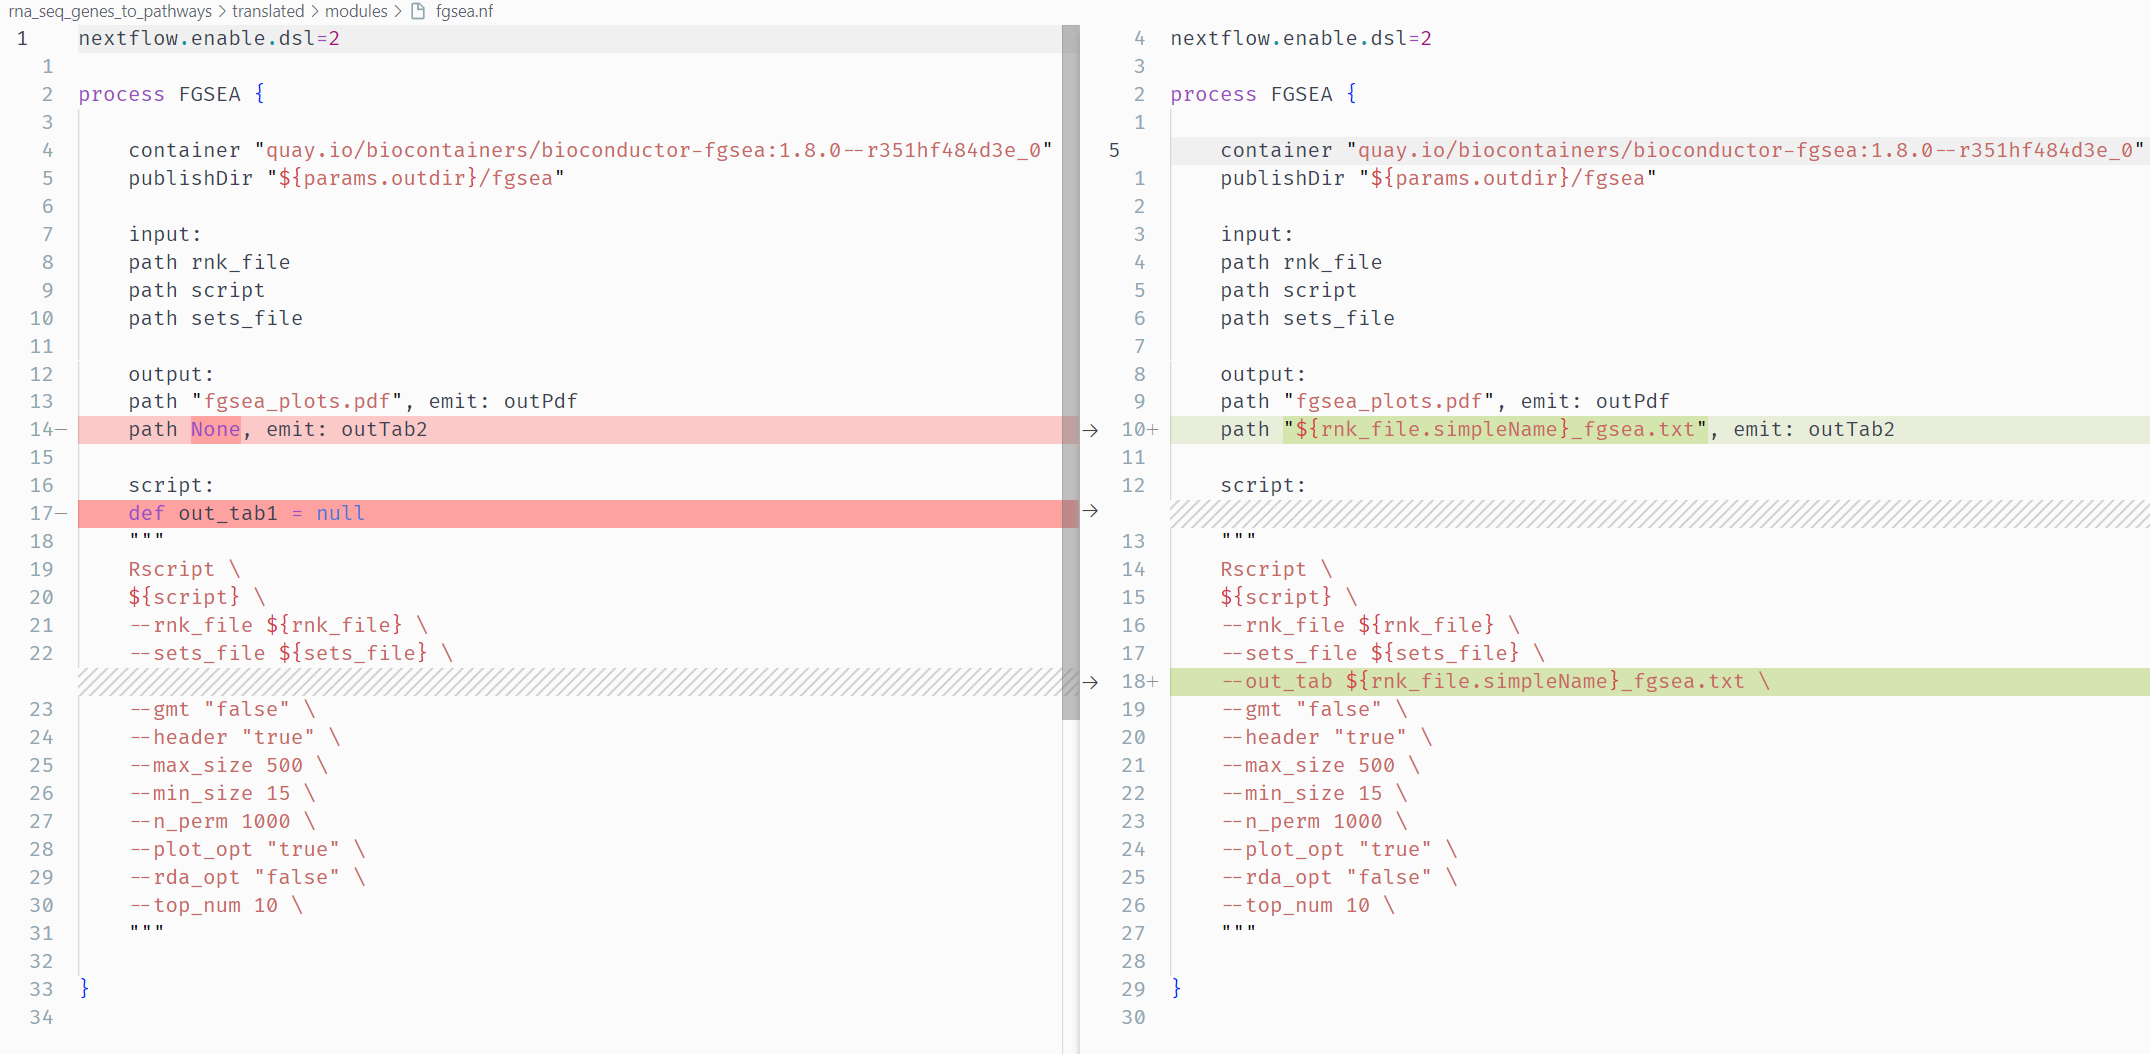 rna_seq_genes_to_pathways > translated > modules > fgsea.nf
1 nextflow.enable.dsl=2
1
2 process FGSEA {
3
4 container "quay.io/biocontainers/bioconductor-fgsea:1.8.0--r351hf484d3e_0"
5 publishDir "${params.outdir}/fgsea"
6
7 input:
8 path rnk_file
9 path script
10 path sets_file
11
12 output:
13 path "fgsea_plots.pdf", emit: outPdf
14− path None, emit: outTab2
15
16 script:
17− def out_tab1 = null
18 """
19 Rscript \
20 ${script} \
21 --rnk_file ${rnk_file} \
22 --sets_file ${sets_file} \
23 --gmt "false" \
24 --header "true" \
25 --max_size 500 \
26 --min_size 15 \
27 --n_perm 1000 \
28 --plot_opt "true" \
29 --rda_opt "false" \
30 --top_num 10 \
31 """
32
33 }
34
4 nextflow.enable.dsl=2
3
2 process FGSEA {
1
5 container "quay.io/biocontainers/bioconductor-fgsea:1.8.0--r351hf484d3e_0"
1 publishDir "${params.outdir}/fgsea"
2
3 input:
4 path rnk_file
5 path script
6 path sets_file
7
8 output:
9 path "fgsea_plots.pdf", emit: outPdf
→ 10+ path "${rnk_file.simpleName}_fgsea.txt", emit: outTab2
11
12 script:
→
13 """
14 Rscript \
15 ${script} \
16 --rnk_file ${rnk_file} \
17 --sets_file ${sets_file} \
→ 18+ --out_tab ${rnk_file.simpleName}_fgsea.txt \
19 --gmt "false" \
20 --header "true" \
21 --max_size 500 \
22 --min_size 15 \
23 --n_perm 1000 \
24 --plot_opt "true" \
25 --rda_opt "false" \
26 --top_num 10 \
27 """
28
29 }
30